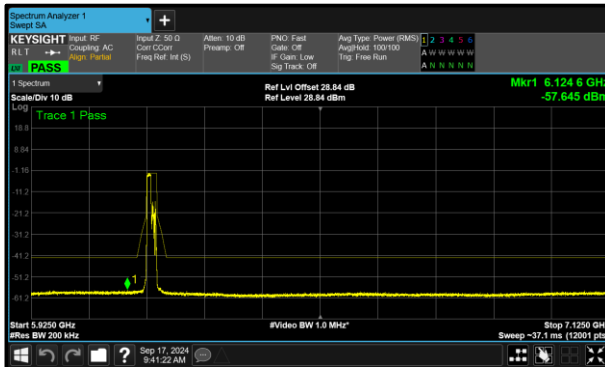 Spectrum Analyzer 1
Swept SA
KEYSIGHT Input: RF Input Z: 50 Ω Atten: 10 dB PNO: Fast Avg Type: Power (RMS) 1 2 3 4 5 6
RLT Coupling: AC Corr CCorr Preamp: Off Gate: Off Avg|Hold: 100/100 A W W W W W
Align: Partial Freq Ref: Int (S) IF Gain: Low Trig: Free Run
PASS Sig Track: Off A N N N N N
1 Spectrum Ref Lvl Offset 28.84 dB Mkr1 6.124 6 GHz
Scale/Div 10 dB Ref Level 28.84 dBm -57.645 dBm
Log
Trace 1 Pass
18.8
8.84
-1.16
-11.2
-21.2
-31.2
-41.2
-51.2
1
-61.2
Start 5.9250 GHz #Video BW 1.0 MHz* Stop 7.1250 GHz
#Res BW 200 kHz Sweep ~37.1 ms (12001 pts)
? Sep 17, 2024
9:41:22 AM